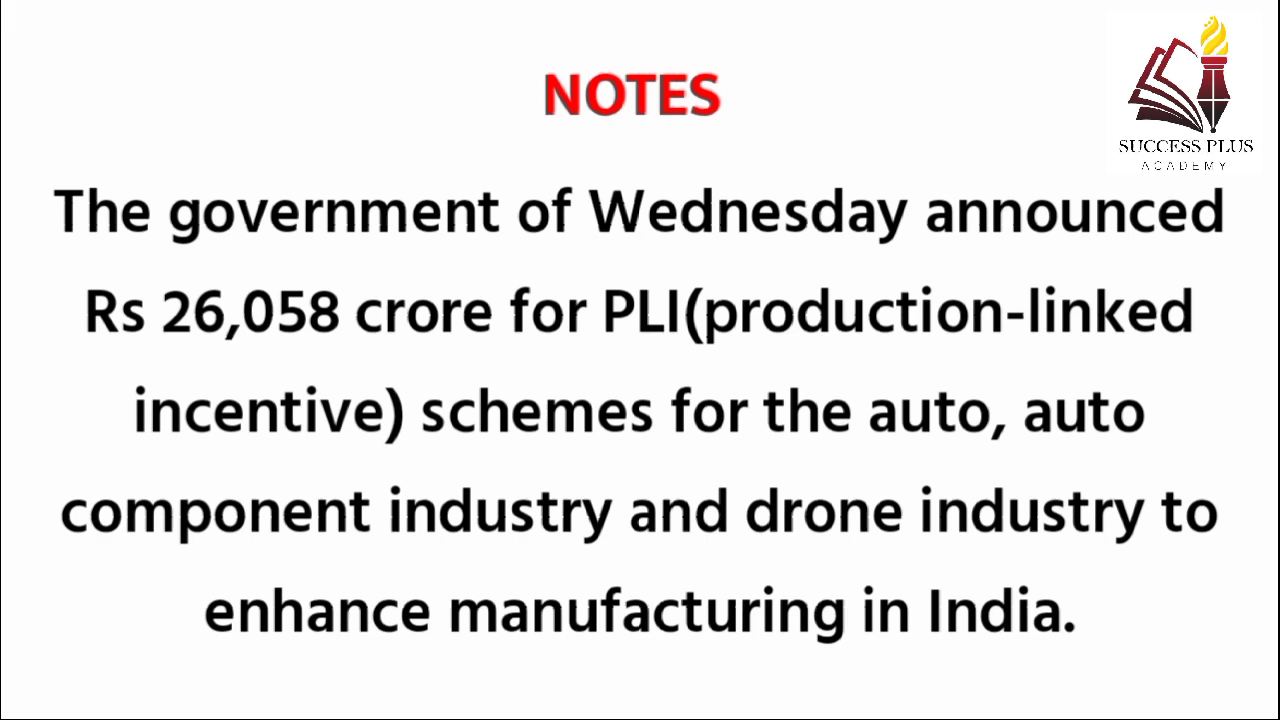 NOTES
SUCCESS PLUS
ACADEMY
The government of Wednesday announced
Rs 26,058 crore for PLI(production-linked
incentive) schemes for the auto, auto
component industry and drone industry to
enhance manufacturing in India.